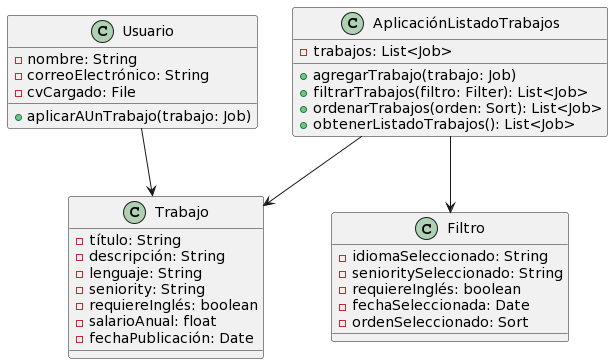 C Usuario
nombre: String
correoElectrónico: String
cvCargado: File
aplicarAUnTrabajo(trabajo: Job)
C AplicaciónListadoTrabajos
trabajos: List<Job>
agregarTrabajo(trabajo: Job)
filtrarTrabajos(filtro: Filter): List<Job>
ordenarTrabajos(orden: Sort): List<Job>
obtenerListadoTrabajos(): List<Job>
C Trabajo
título: String
descripción: String
lenguaje: String
seniority: String
requiereInglés: boolean
salarioAnual: float
fechaPublicación: Date
C Filtro
idiomaSeleccionado: String
senioritySeleccionado: String
requiereInglés: boolean
fechaSeleccionada: Date
ordenSeleccionado: Sort